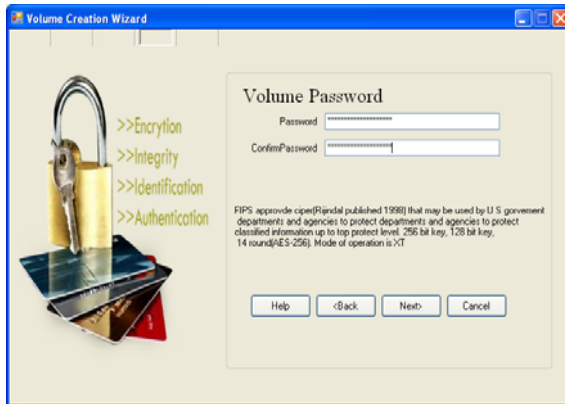 Volume Creation Wizard
>>Encrytion
>>Integrity
>>Identification
>>Authentication
Volume Password
Password ********************
ConfirmPassword ********************
FIPS approvde ciper(Rijndal published 1998) that may be used by U S gorvement
departments and agencies to protect departments and agencies to protect
classified information up to top protect level. 256 bit key, 128 bit key,
14 round(AES-256). Mode of operation is XT
Help
<Back
Next>
Cancel